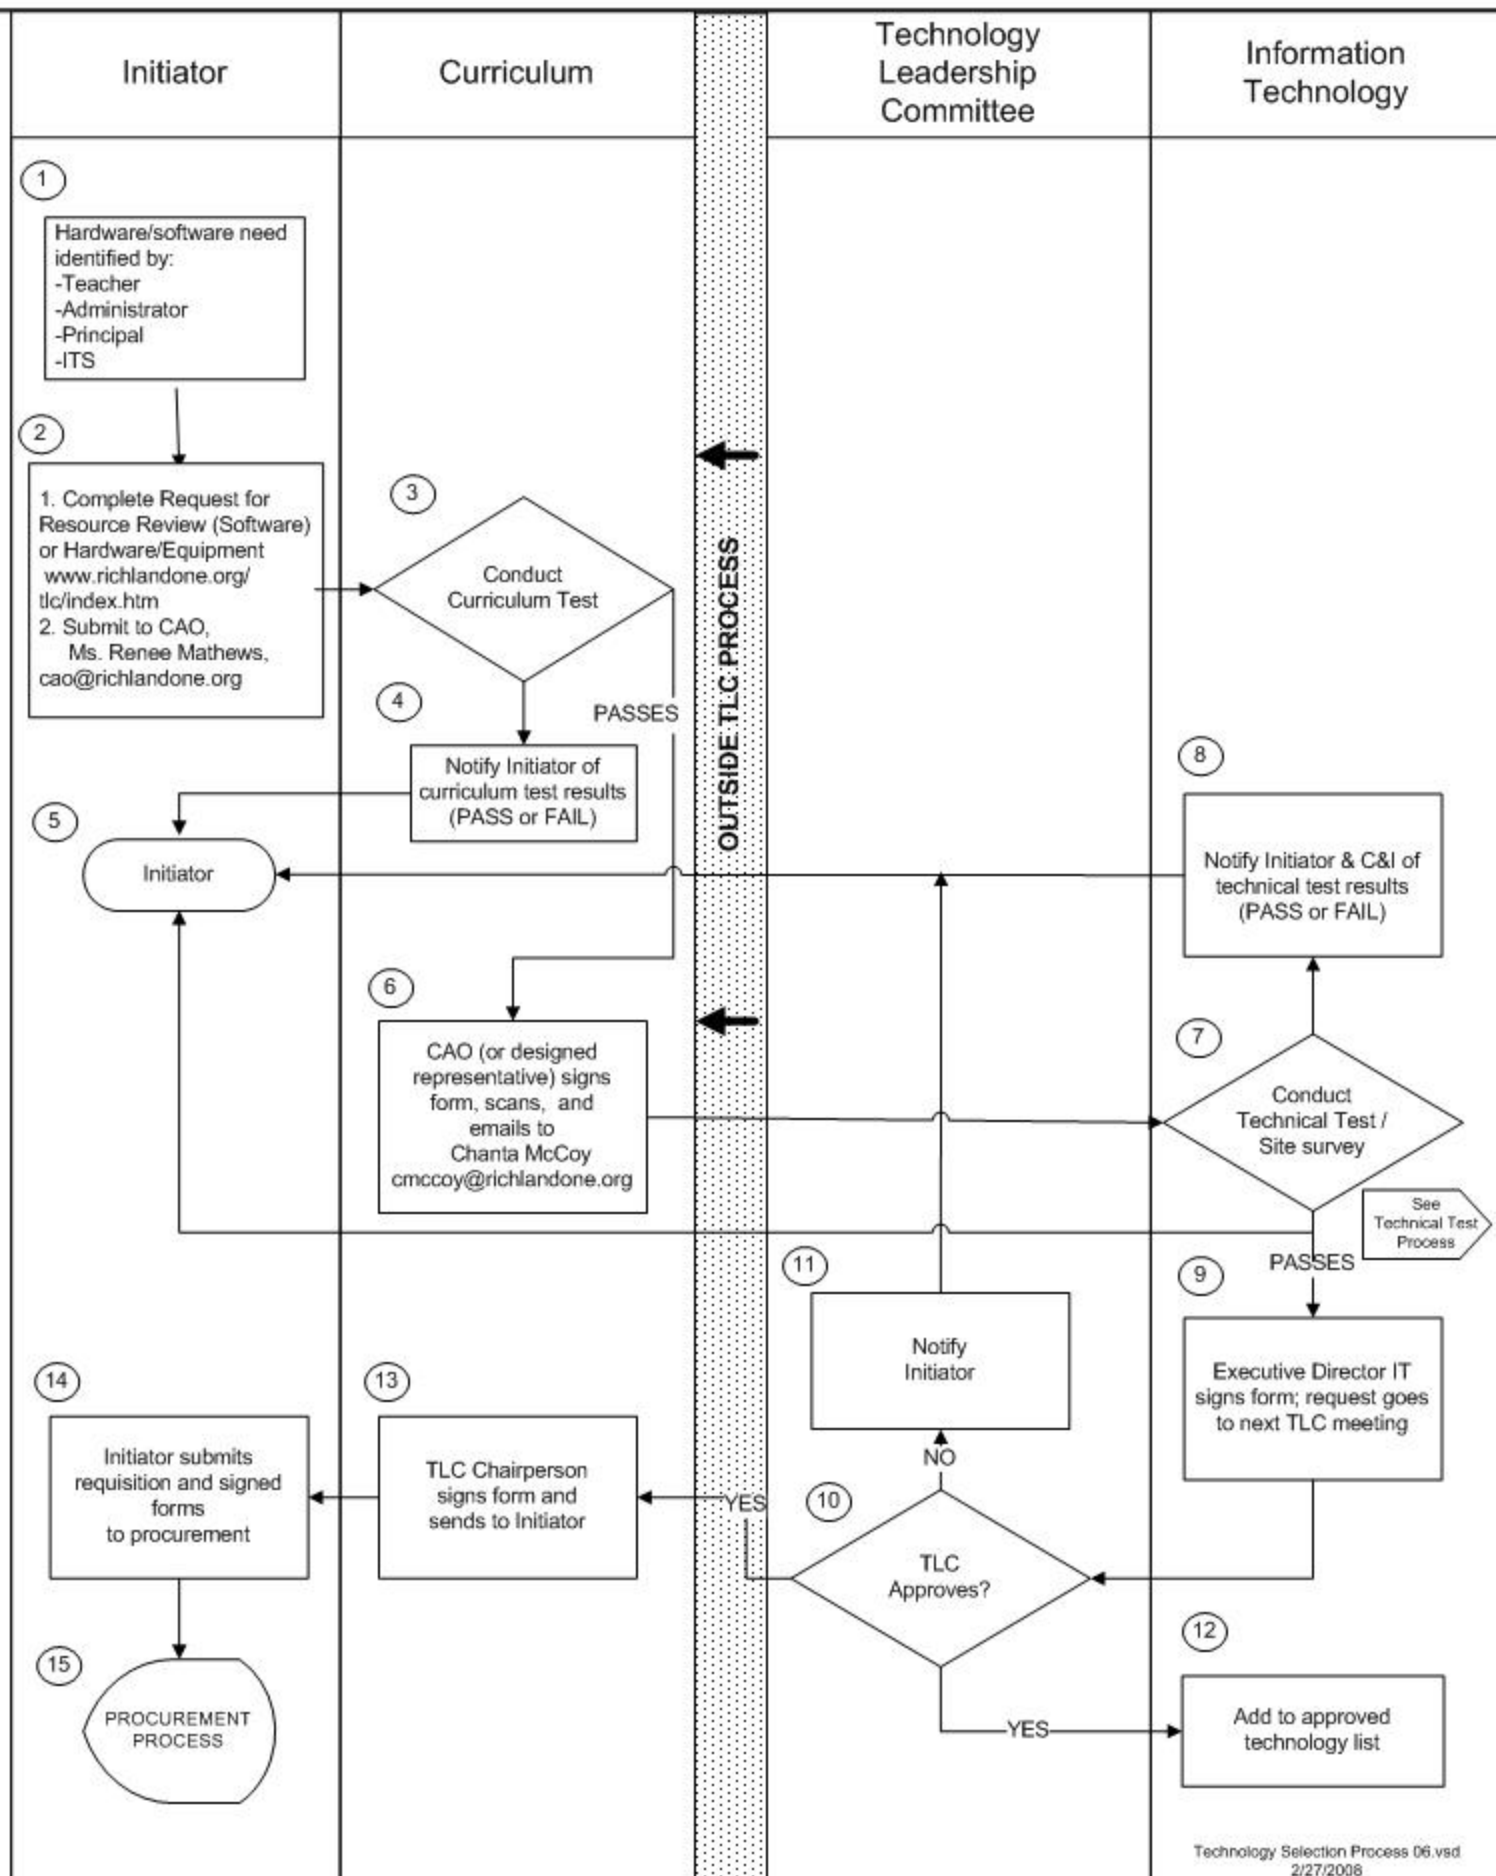 Initiator
Curriculum
Technology
Leadership
Committee
Information
Technology
1
Hardware/software need
identified by:
-Teacher
-Administrator
-Principal
-ITS
2
1. Complete Request for
Resource Review (Software)
or Hardware/Equipment
www.richlandone.org/
tlc/index.htm
2. Submit to CAO,
Ms. Renee Mathews,
cao@richlandone.org
3
Conduct
Curriculum Test
PASSES
4
Notify Initiator of
curriculum test results
(PASS or FAIL)
OUTSIDE TLC PROCESS
5
Initiator
6
CAO (or designed
representative) signs
form, scans, and
emails to
Chanta McCoy
cmccoy@richlandone.org
7
Conduct
Technical Test /
Site survey
See
Technical Test
Process
PASSES
8
Notify Initiator & C&I of
technical test results
(PASS or FAIL)
9
Executive Director IT
signs form; request goes
to next TLC meeting
10
TLC
Approves?
NO
YES
YES
11
Notify
Initiator
12
Add to approved
technology list
13
TLC Chairperson
signs form and
sends to Initiator
14
Initiator submits
requisition and signed
forms
to procurement
15
PROCUREMENT
PROCESS
Technology Selection Process 06.vsd
2/27/2008